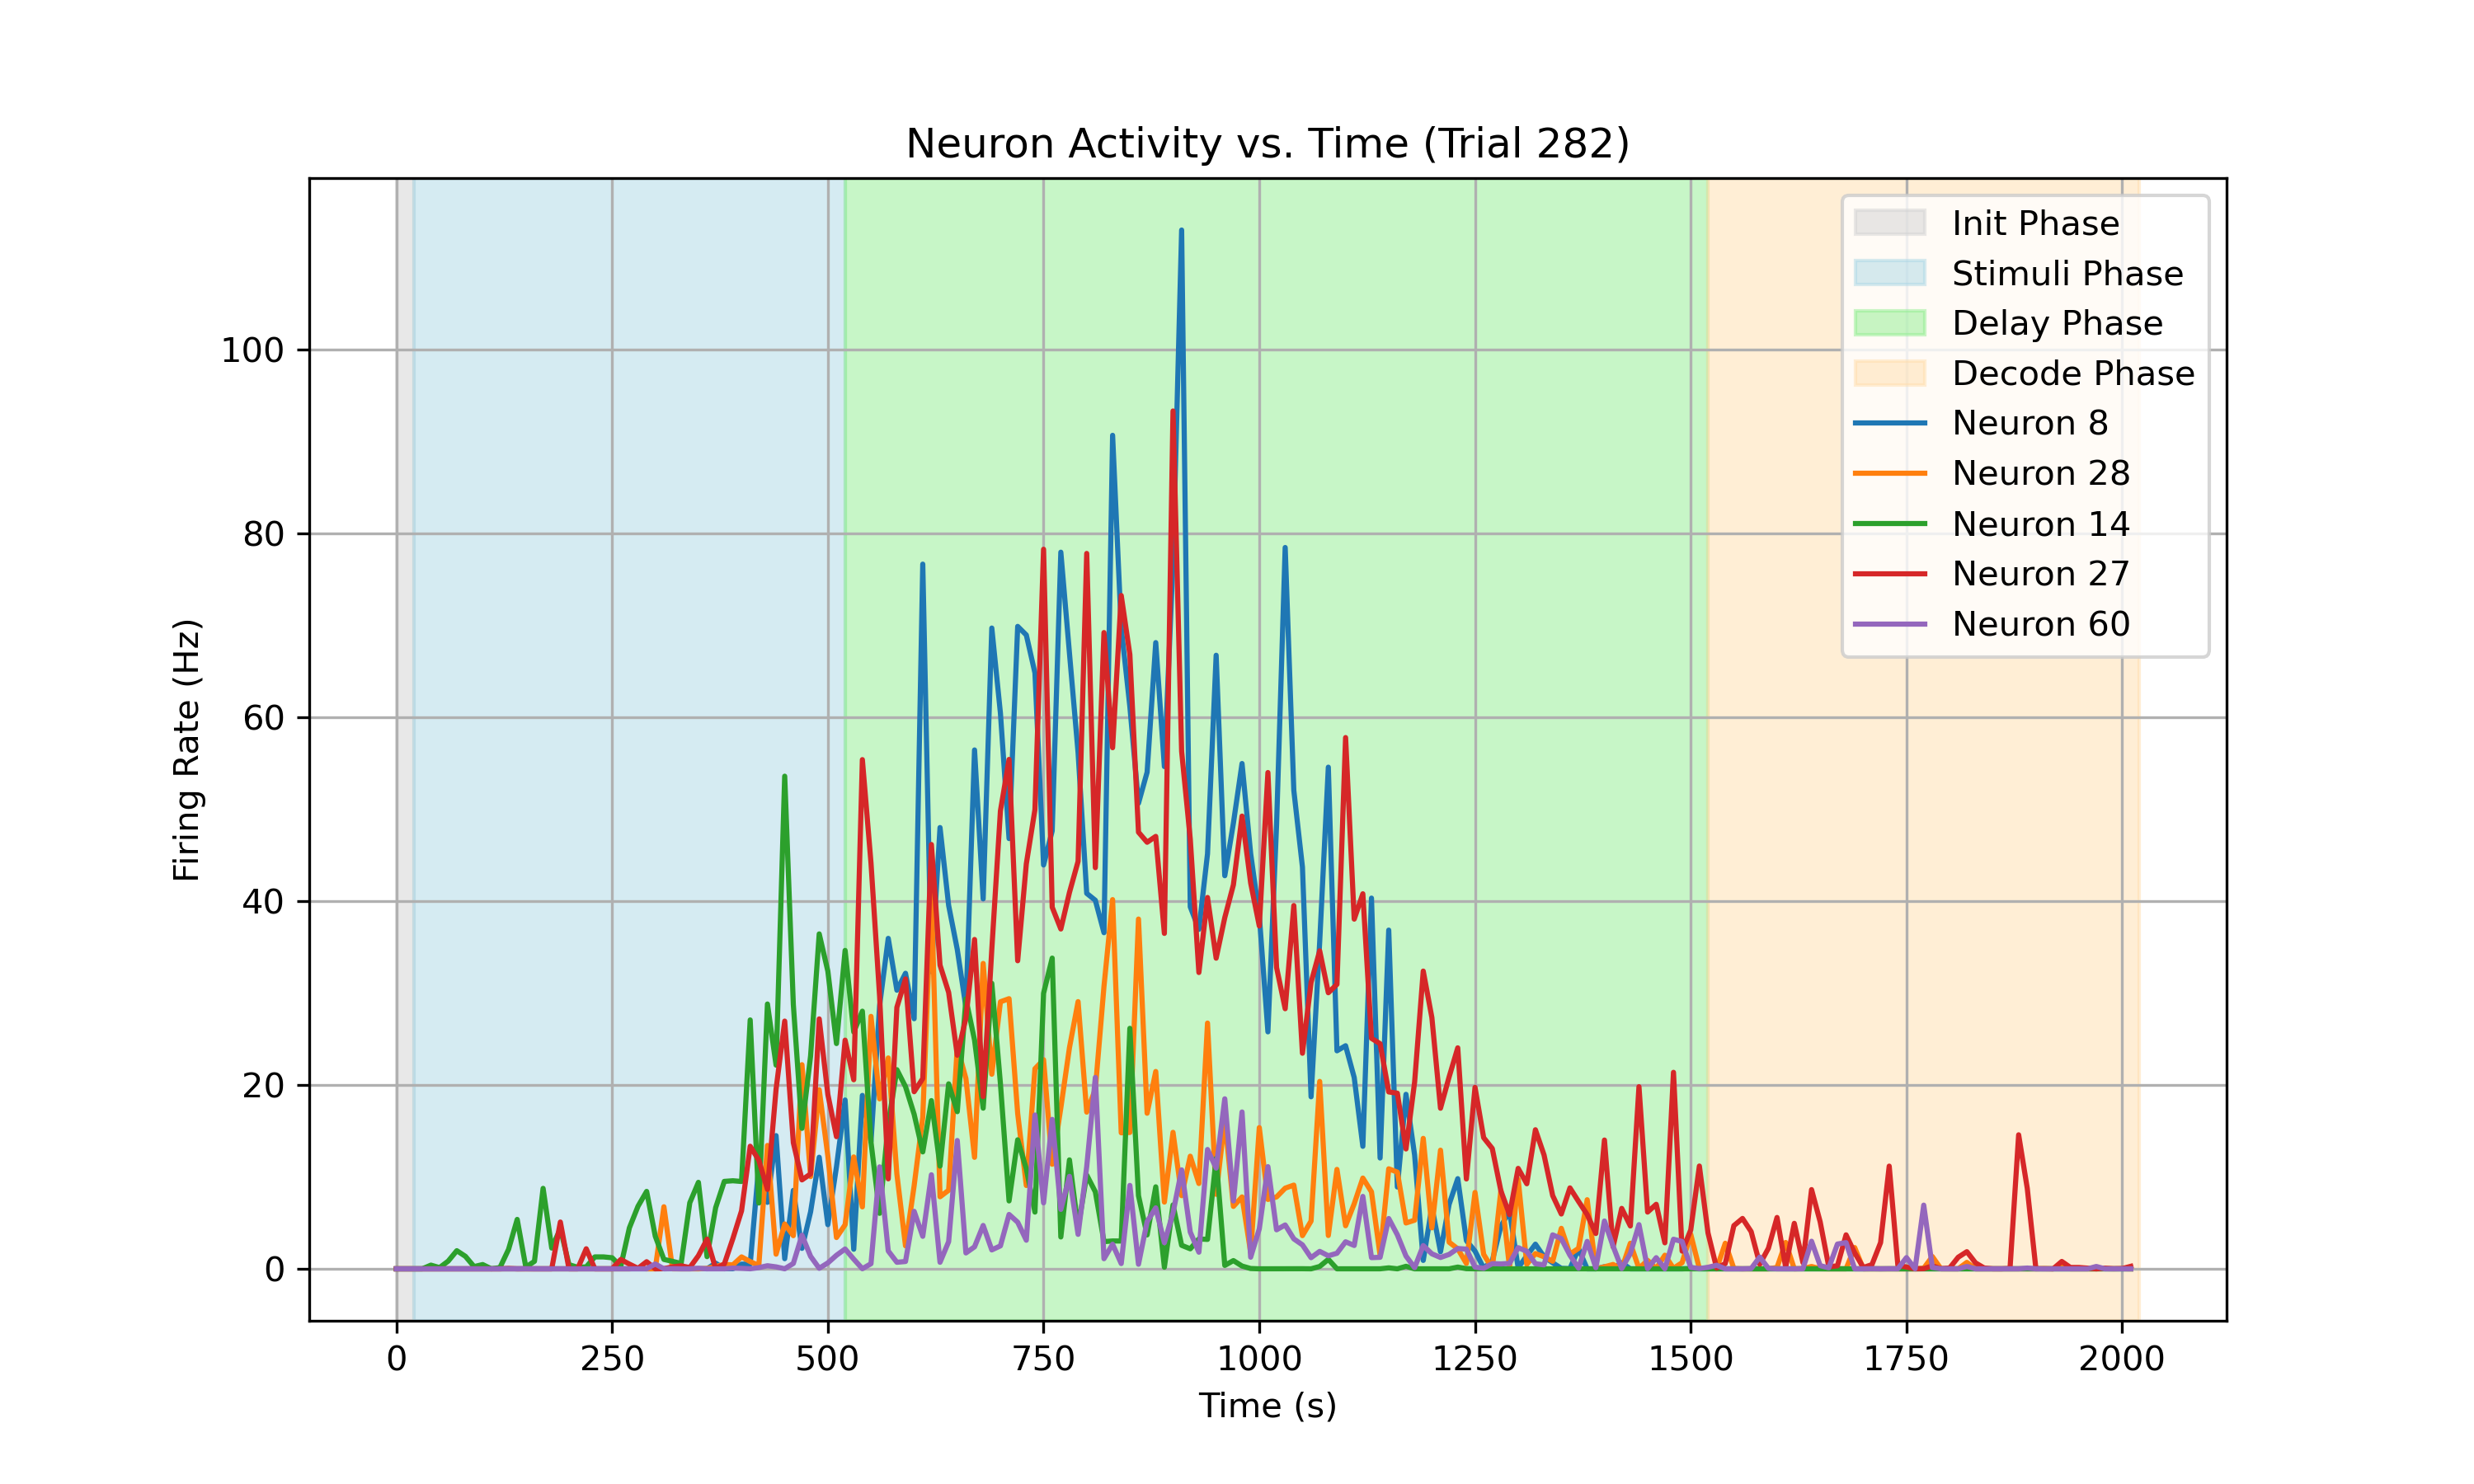 Neuron Activity vs. Time (Trial 282)
Init Phase
Stimuli Phase
Delay Phase
Decode Phase
Neuron 8
Neuron 28
Neuron 14
Neuron 27
Neuron 60
Firing Rate (Hz)
100
80
60
40
20
0
0 250 500 750 1000 1250 1500 1750 2000
Time (s)